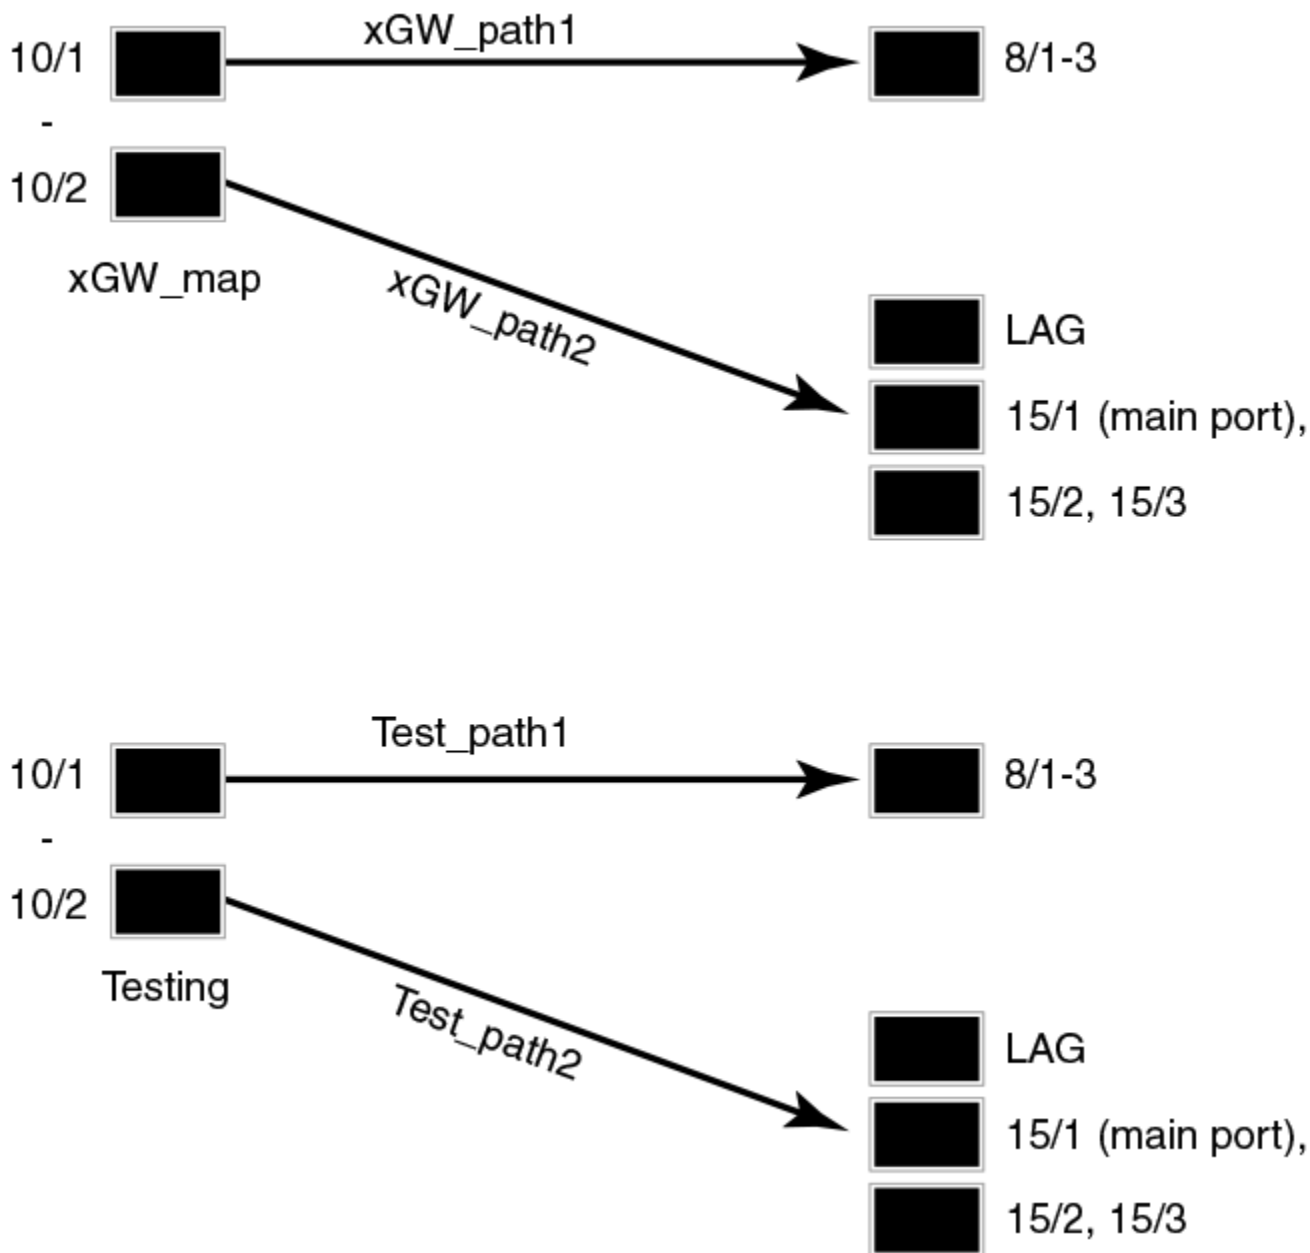 xGW_path1
10/1
8/1-3
-
10/2
xGW_map
xGW_path2
LAG
15/1 (main port),
15/2, 15/3
Test_path1
10/1
8/1-3
-
10/2
Testing
Test_path2
LAG
15/1 (main port),
15/2, 15/3